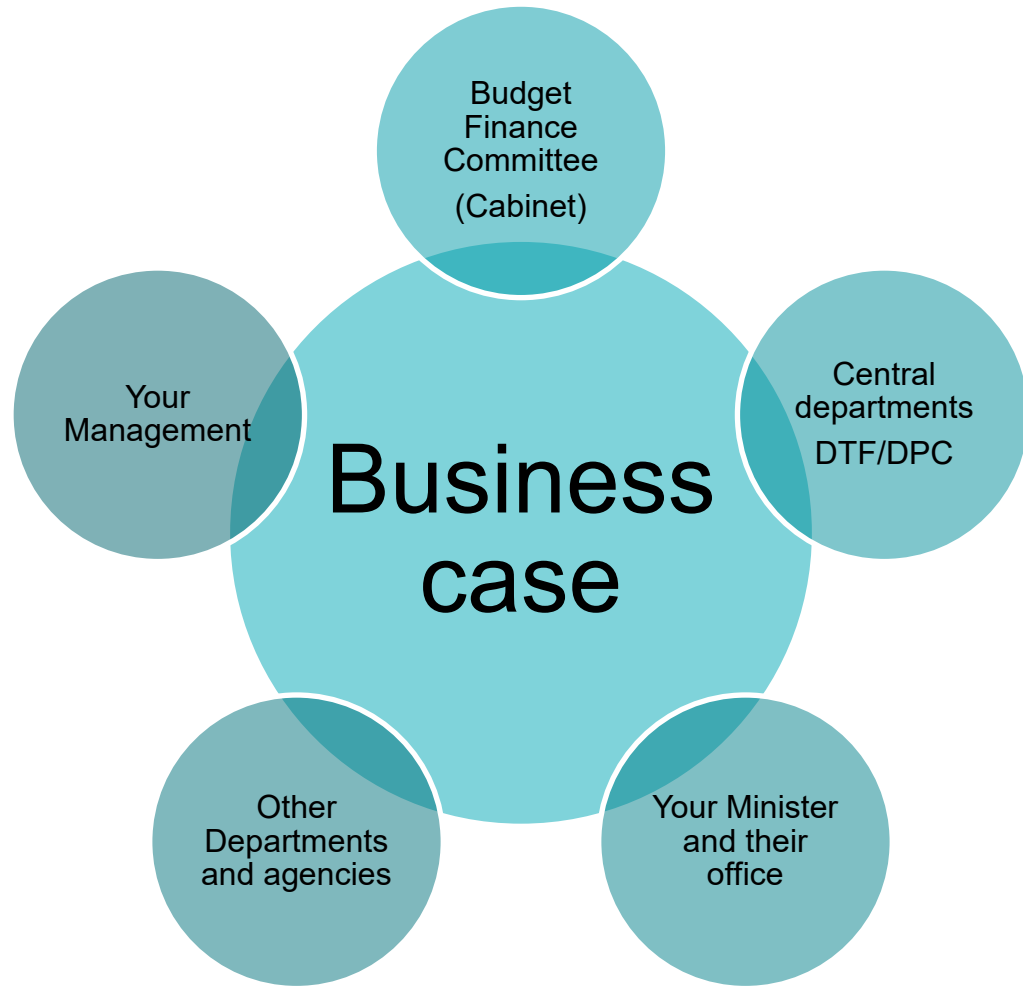 Budget
Finance
Committee
(Cabinet)
Central
departments
DTF/DPC
Your Minister
and their
office
Other
Departments
and agencies
Your
Management
Business
case